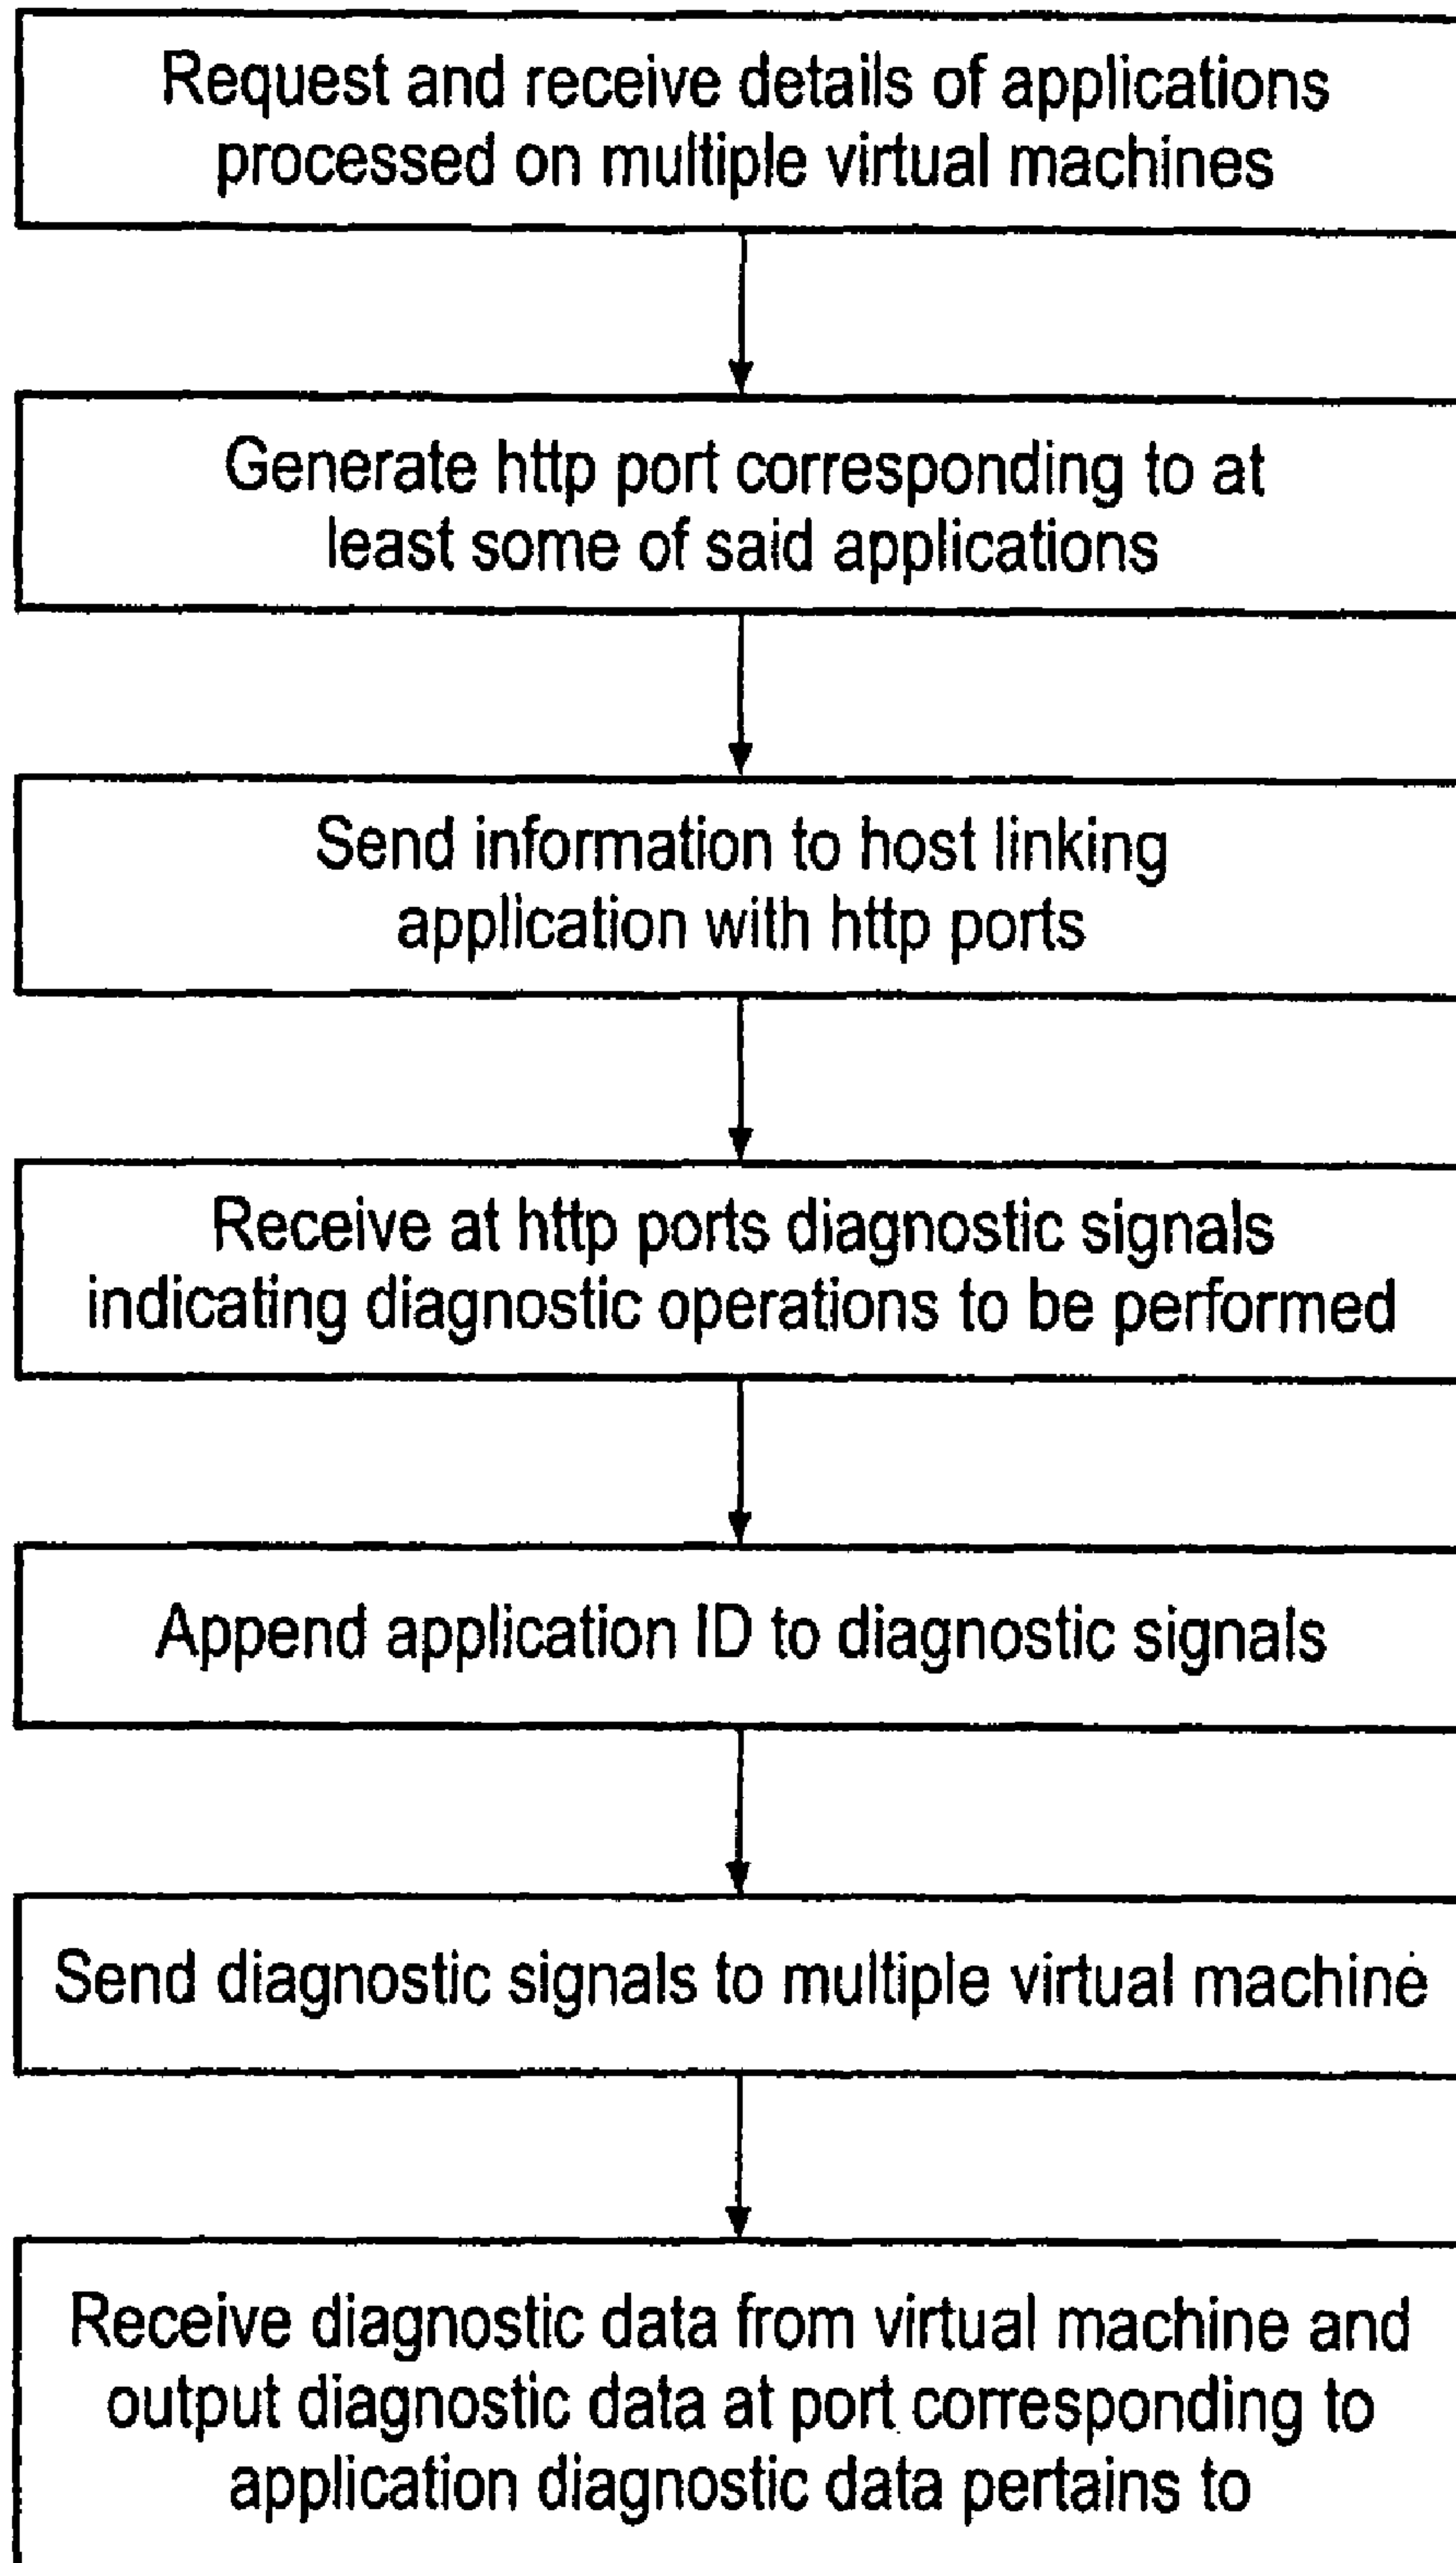 Request and receive details of applications
processed on multiple virtual machines
Generate http port corresponding to at
least some of said applications
Send information to host linking
application with http ports
Receive at http ports diagnostic signals
indicating diagnostic operations to be performed
Append application ID to diagnostic signals
Send diagnostic signals to multiple virtual machine
Receive diagnostic data from virtual machine and
output diagnostic data at port corresponding to
application diagnostic data pertains to